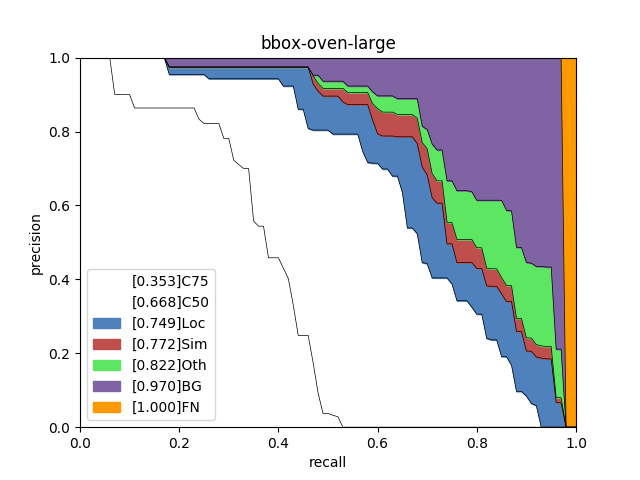 bbox-oven-large
precision
1.0
0.8
0.6
0.4
0.2
0.0
[0.353]C75
[0.668]C50
[0.749]Loc
[0.772]Sim
[0.822]Oth
[0.970]BG
[1.000]FN
0.0 0.2 0.4 0.6 0.8 1.0
recall